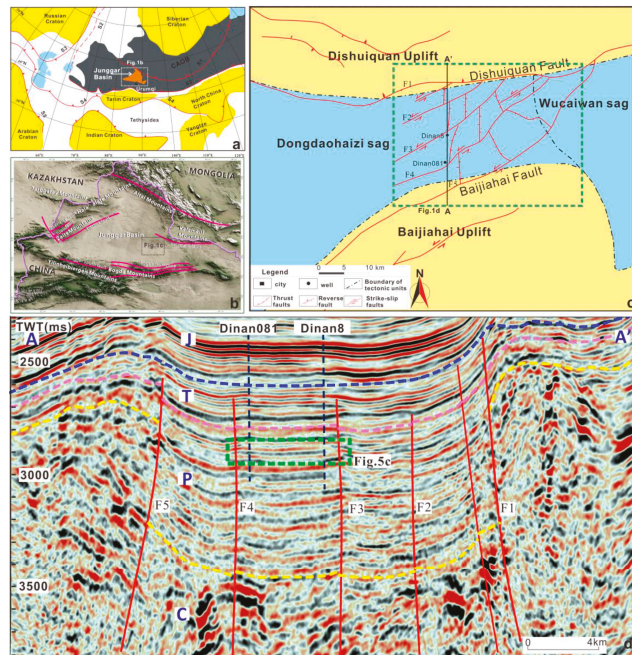 Russian
Craton
Siberian
Craton
Fig.1b
Junggar
Basin
CAOB
Urumqi
Tarim Craton
North China
Craton
Tethysides
Yangtze
Craton
Arabian
Craton
Indian Craton
a
KAZAKHSTAN
MONGOLIA
Altai Mountains
Junggar Basin
Fig.1c
CHINA
Bogda Mountains
b
Dishuiquan Uplift
A'
Dishuiquan Fault
F1
Wucaiwan sag
F2
Dinan8
Dongdaohaizi sag
F3
Dinan081
F4
Baijiahai Fault
Fig.1d
A
Baijiahai Uplift
0 5 10 km
Legend
city
well
Boundary of
tectonic units
Thrust
faults
Reverse
fault
Strike-slip
faults
N
c
TWT(ms)
Dinan081
Dinan8
A
J
A'
2500
T
3000
P
Fig.5c
F5
F4
F3
F2
F1
3500
C
0 4km
d